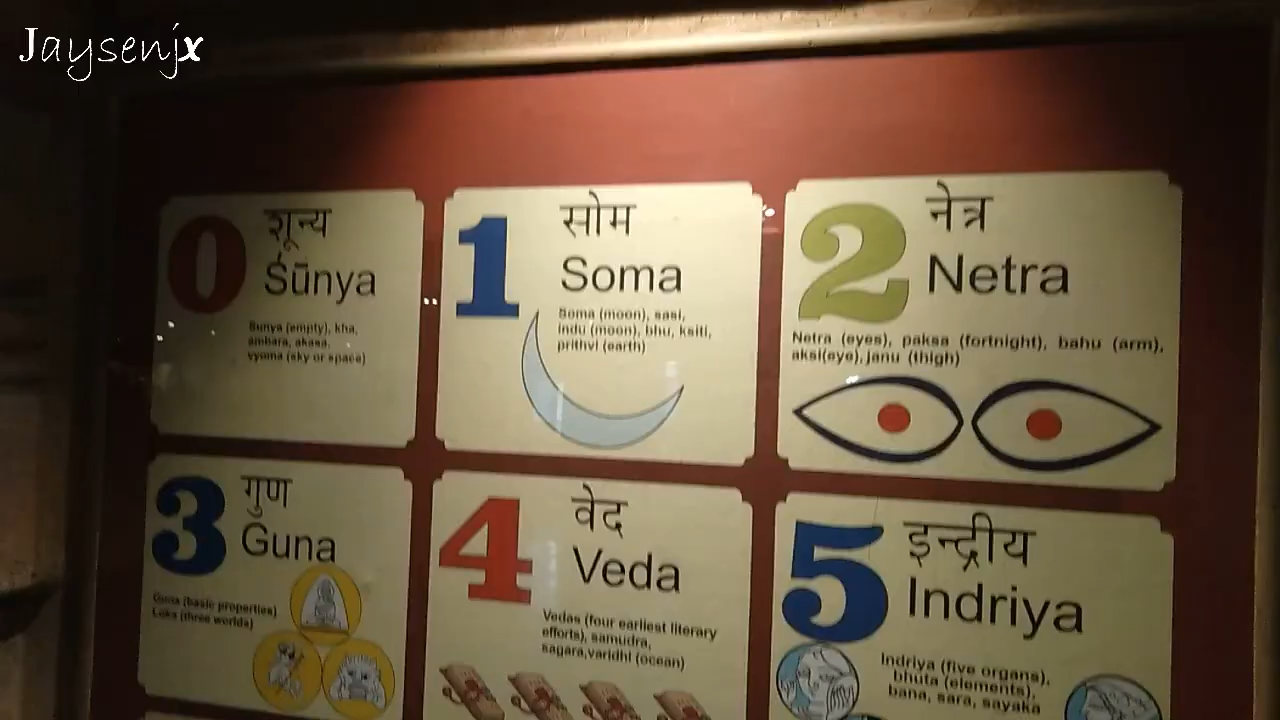 Jaysenjx
0
शून्य
Śūnya
Sunya (empty), kha,
ambara, akasa,
vyoma (sky or space)
1
सोम
Soma
Soma (moon), sasi,
indu (moon), bhu, ksiti,
prithvi (earth)
2
नेत्र
Netra
Netra (eyes), paksa (fortnight), bahu (arm),
aksi(eye), janu (thigh)
3
गुण
Guna
Guna (basic properties)
Loka (three worlds)
4
वेद
Veda
Vedas (four earliest literary
efforts), samudra,
sagara,varidhi (ocean)
5
इन्द्रीय
Indriya
Indriya (five organs),
bhuta (elements),
bana, sara, sayaka